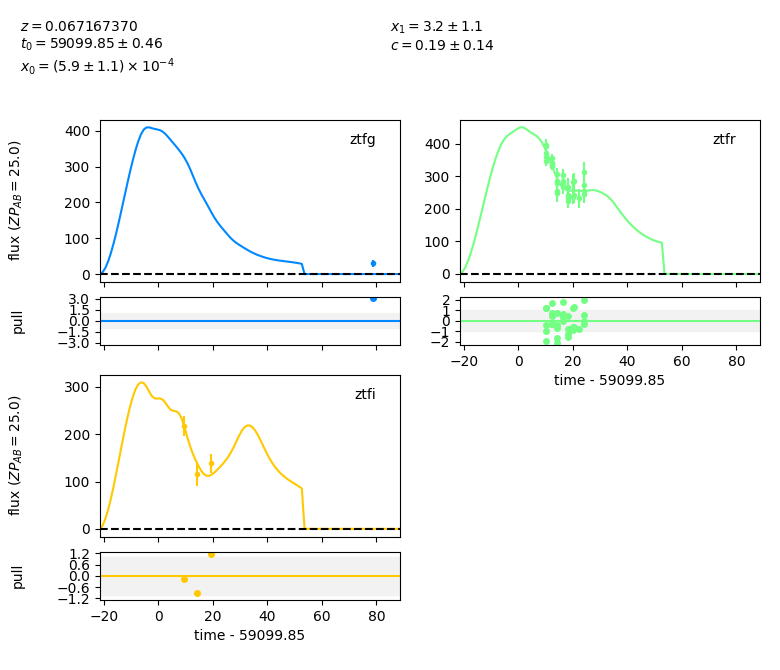 z = 0.067167370
t₀ = 59099.85 ± 0.46
x₀ = (5.9 ± 1.1) × 10⁻⁴
x₁ = 3.2 ± 1.1
c = 0.19 ± 0.14
ztfg
flux (ZP_AB = 25.0)
400
300
200
100
0
pull
3.0
1.5
0.0
−1.5
−3.0
ztfr
400
300
200
100
0
2
1
0
−1
−2
−20 0 20 40 60 80
time - 59099.85
ztfi
flux (ZP_AB = 25.0)
300
200
100
0
pull
1.2
0.6
0.0
−0.6
−1.2
−20 0 20 40 60 80
time - 59099.85